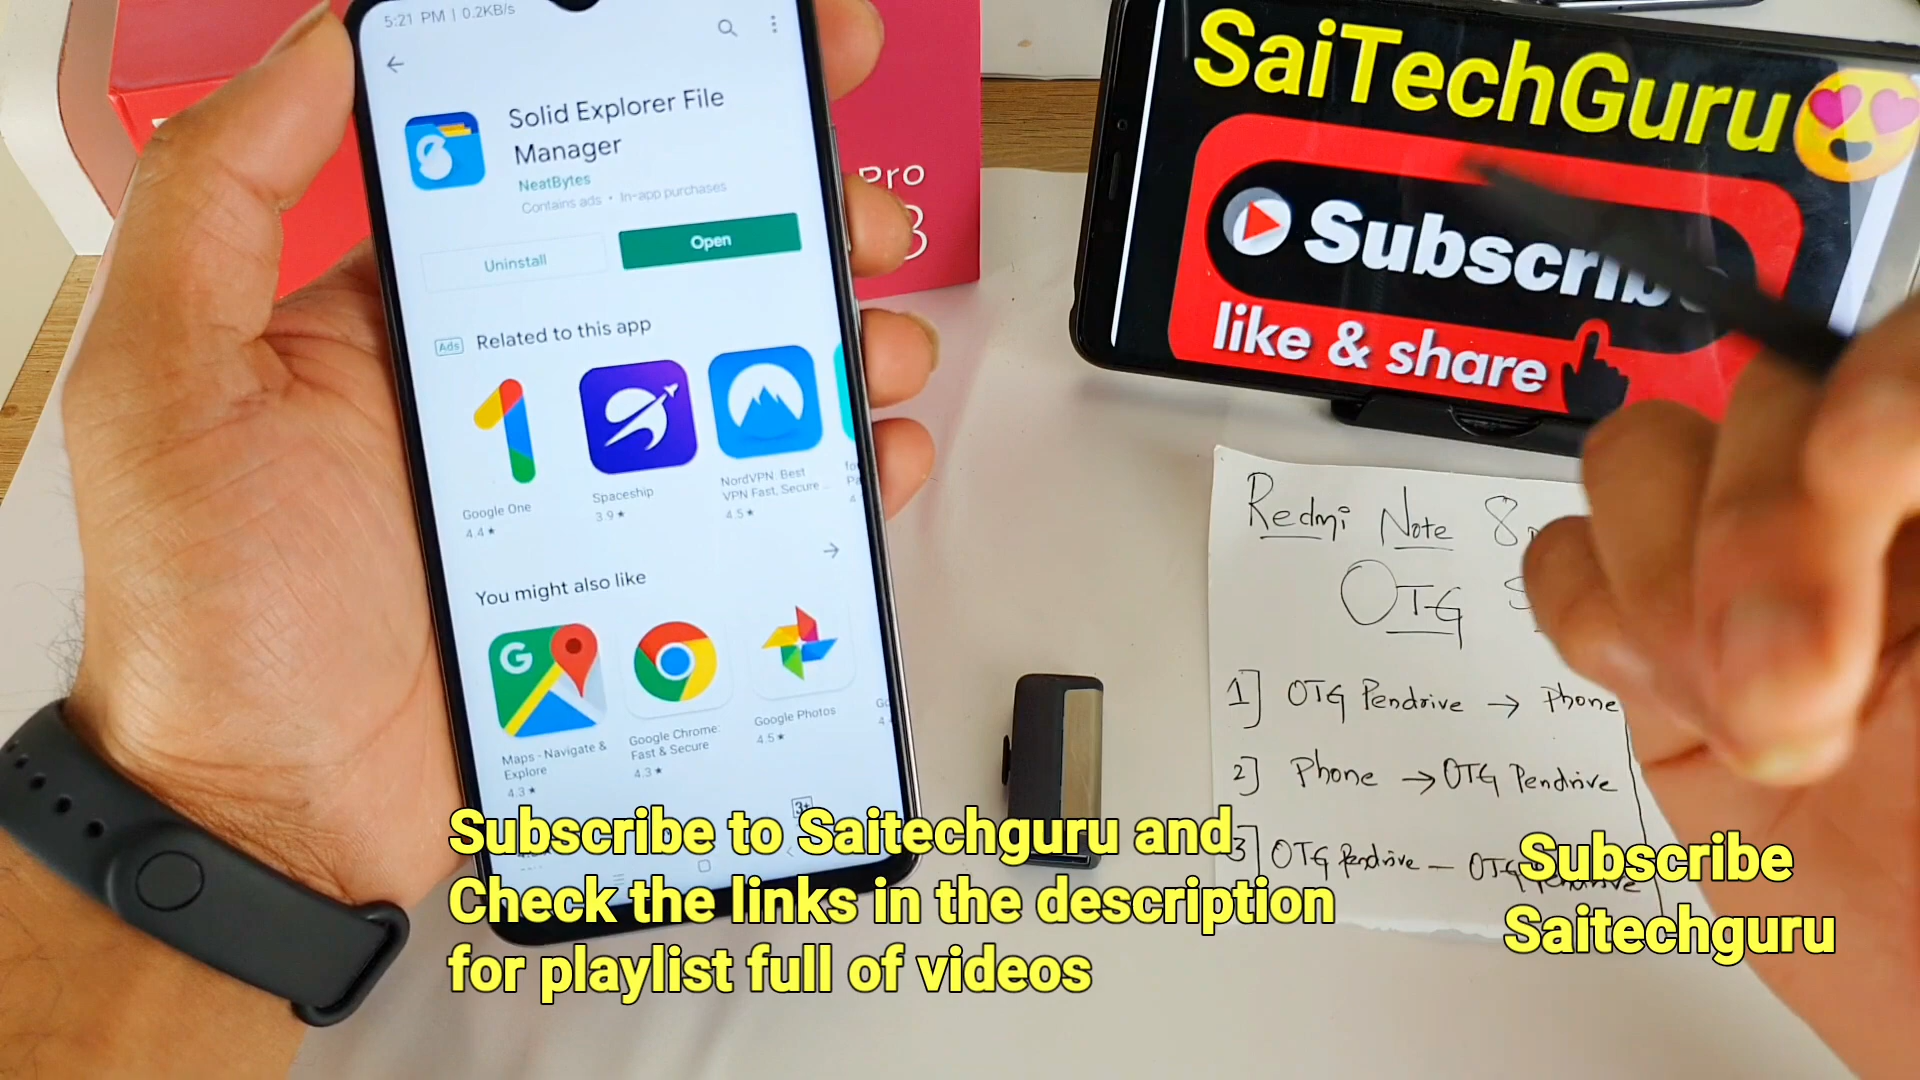 5:21 PM | 0.2KB/s
Solid Explorer File
Manager
NeatBytes
Contains ads • In-app purchases
Uninstall
Open
Ads Related to this app
Google One
4.4★
Spaceship
3.9★
NordVPN: Best
VPN Fast, Secure ...
4.5★
You might also like
Maps - Navigate &
Explore
4.3★
Google Chrome:
Fast & Secure
4.3★
Google Photos
4.5★
3+
Pro
SaiTechGuru
Subscribe
like & share
Redmi Note 8
OTG
1] OTG Pendrive → Phone
2] Phone → OTG Pendrive
3] OTG Pendrive – OTG Pendrive
Subscribe to Saitechguru and
Check the links in the description
for playlist full of videos
Subscribe
Saitechguru